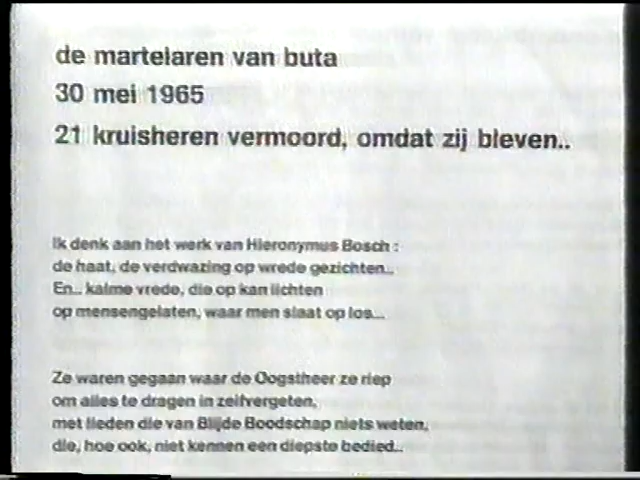 de martelaren van buta
30 mei 1965
21 kruisheren vermoord, omdat zij bleven..
Ik denk aan het werk van Hieronymus Bosch :
de haat, de verdwazing op wrede gezichten..
En.. kalme vrede, die op kan lichten
op mensengelaten, waar men slaat op los...
Ze waren gegaan waar de Oogstheer ze riep
om alles te dragen in zelfvergeten,
met lieden die van Blijde Boodschap niets weten,
die, hoe ook, niet kennen een diepste bedied..